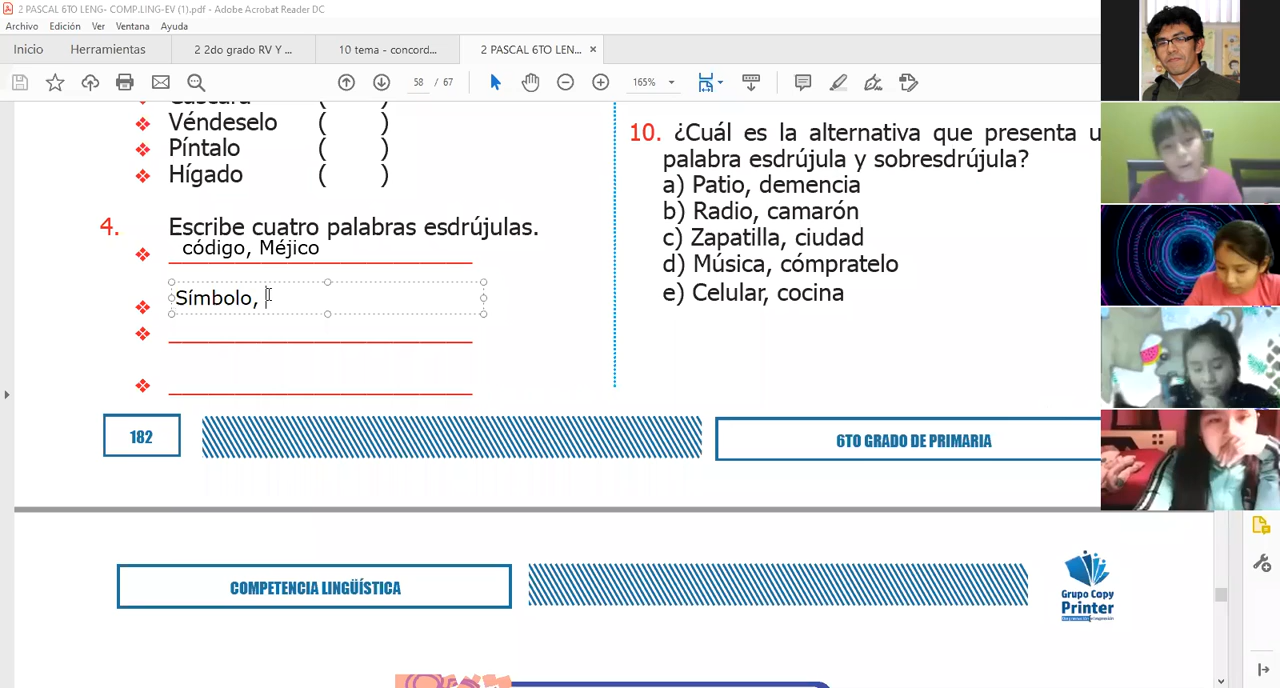 2 PASCAL 6TO LENG- COMP.LING-EV (1).pdf - Adobe Acrobat Reader DC
Archivo Edición Ver Ventana Ayuda
Inicio Herramientas 2 2do grado RV Y ... 10 tema - concord... 2 PASCAL 6TO LEN... ×
58 / 67 165%
Véndeselo ( )
Píntalo ( )
Hígado ( )
4. Escribe cuatro palabras esdrújulas.
código, Méjico
Símbolo,
10. ¿Cuál es la alternativa que presenta u
palabra esdrújula y sobresdrújula?
a) Patio, demencia
b) Radio, camarón
c) Zapatilla, ciudad
d) Música, cómpratelo
e) Celular, cocina
182
6TO GRADO DE PRIMARIA
COMPETENCIA LINGÜÍSTICA
Grupo Copy
Printer